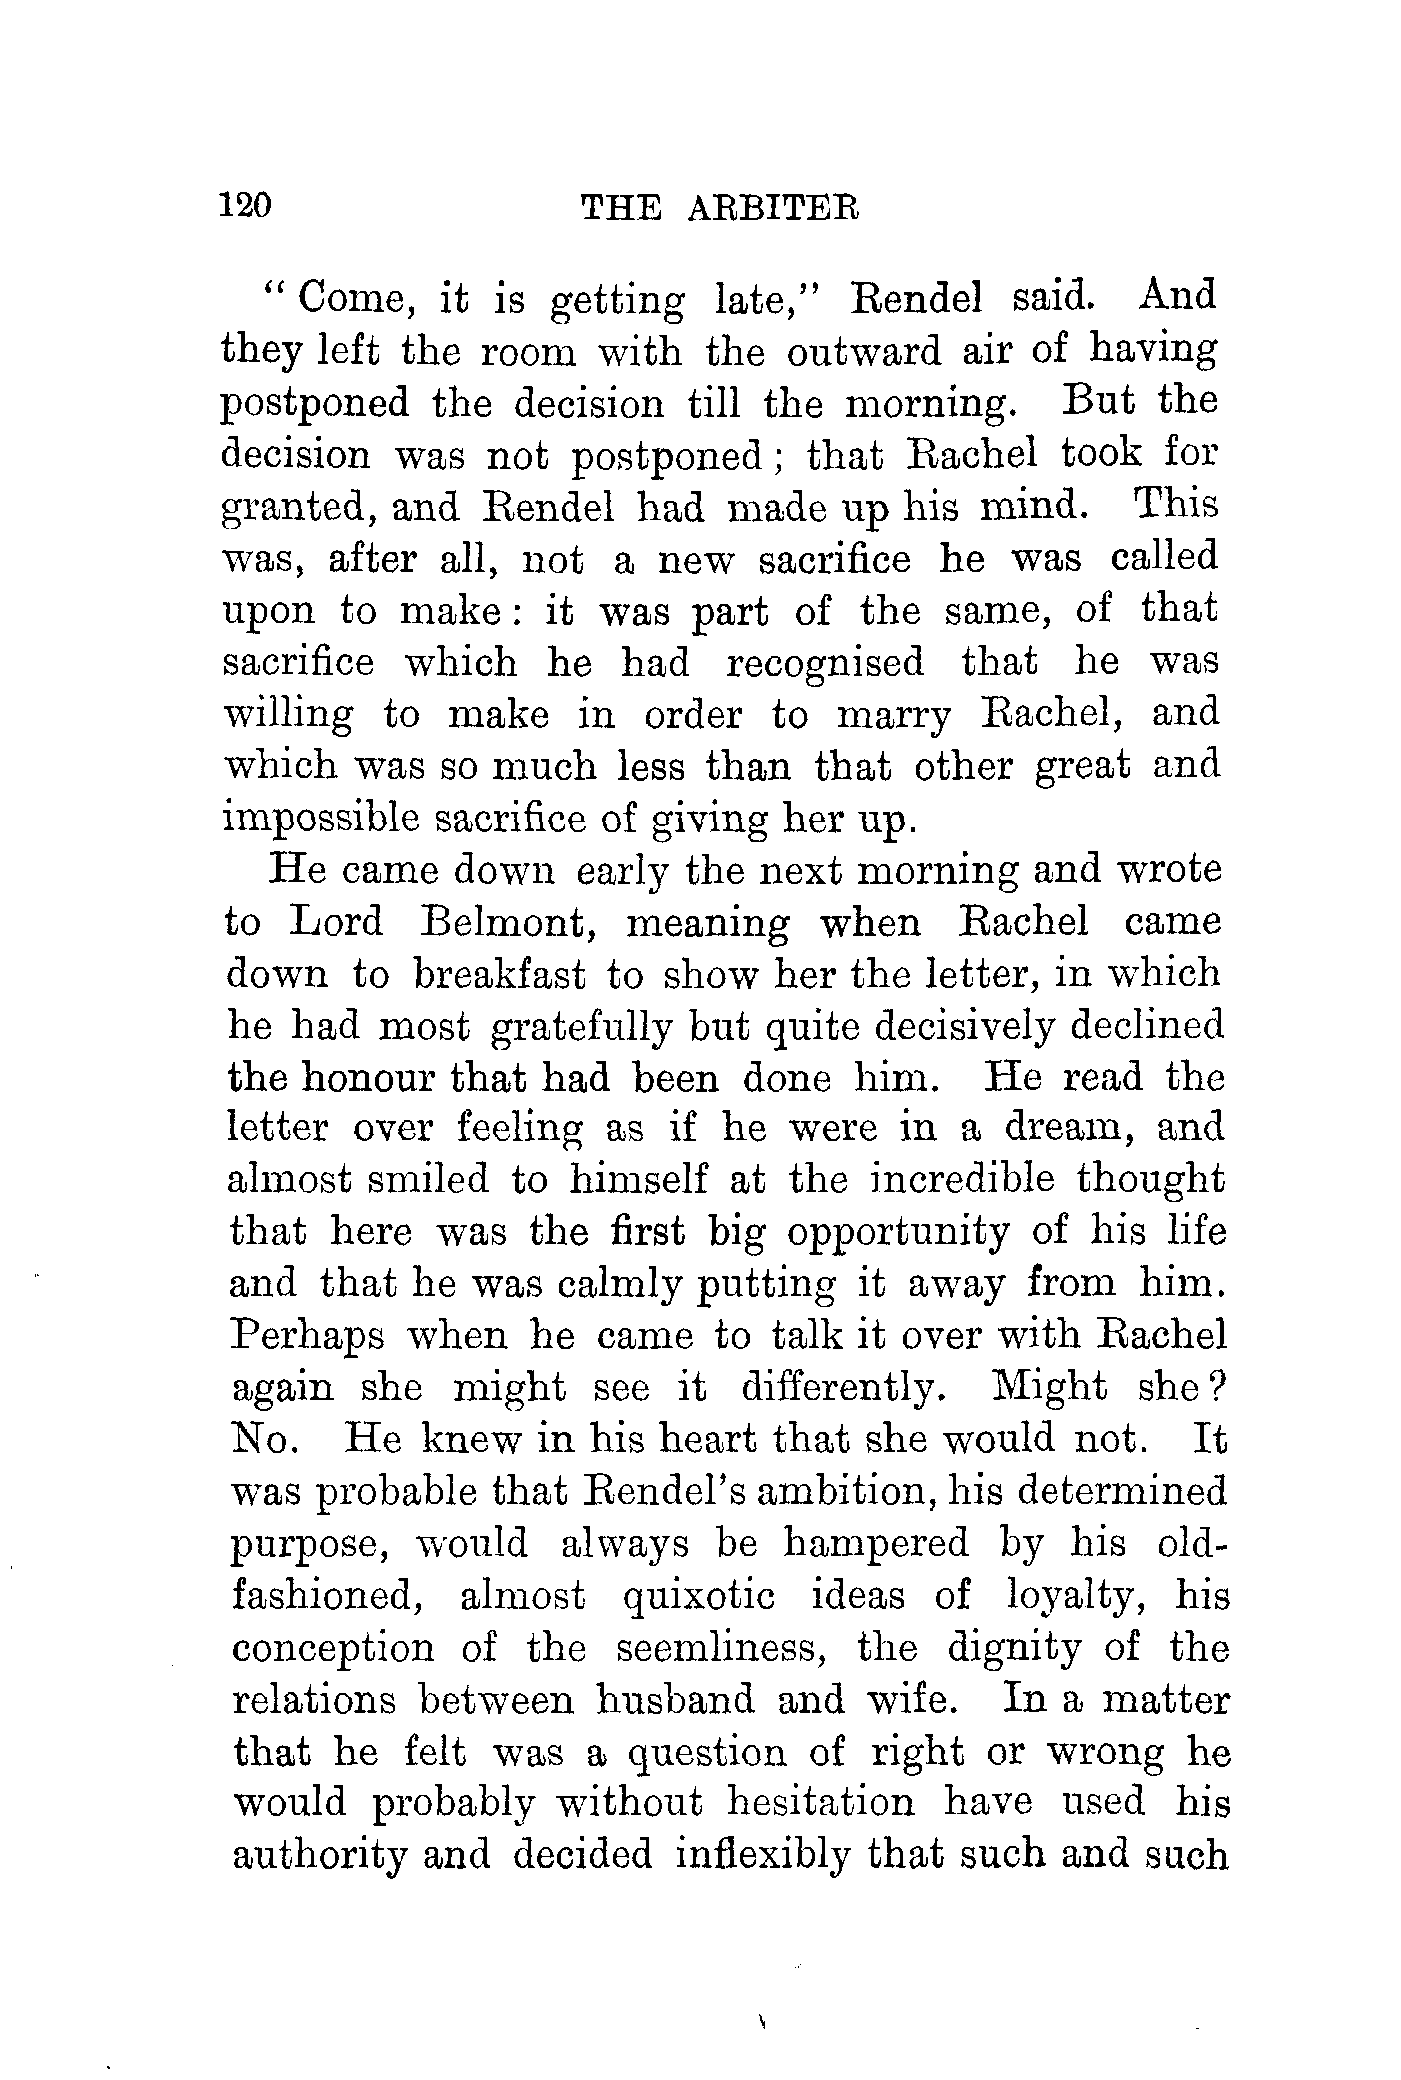 120 THE ARBITER
“ Come, it is getting late,” Rendel said. And
they left the room with the outward air of having
postponed the decision till the morning. But the
decision was not postponed ; that Rachel took for
granted, and Rendel had made up his mind. This
was, after all, not a new sacrifice he was called
upon to make : it was part of the same, of that
sacrifice which he had recognised that he was
willing to make in order to marry Rachel, and
which was so much less than that other great and
impossible sacrifice of giving her up.
He came down early the next morning and wrote
to Lord Belmont, meaning when Rachel came
down to breakfast to show her the letter, in which
he had most gratefully but quite decisively declined
the honour that had been done him. He read the
letter over feeling as if he were in a dream, and
almost smiled to himself at the incredible thought
that here was the first big opportunity of his life
and that he was calmly putting it away from him.
Perhaps when he came to talk it over with Rachel
again she might see it differently. Might she ?
No. He knew in his heart that she would not. It
was probable that Rendel’s ambition, his determined
purpose, would always be hampered by his old-
fashioned, almost quixotic ideas of loyalty, his
conception of the seemliness, the dignity of the
relations between husband and wife. In a matter
that he felt was a question of right or wrong he
would probably without hesitation have used his
authority and decided inflexibly that such and such